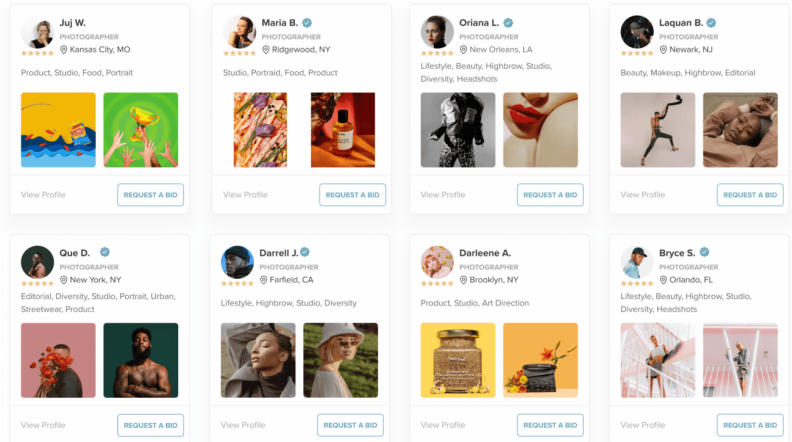 Juj W.
PHOTOGRAPHER
Kansas City, MO
Product, Studio, Food, Portrait
View Profile
REQUEST A BID
Maria B.
PHOTOGRAPHER
Ridgewood, NY
Studio, Portraid, Food, Product
View Profile
REQUEST A BID
Oriana L.
PHOTOGRAPHER
New Orleans, LA
Lifestyle, Beauty, Highbrow, Studio,
Diversity, Headshots
View Profile
REQUEST A BID
Laquan B.
PHOTOGRAPHER
Newark, NJ
Beauty, Makeup, Highbrow, Editorial
View Profile
REQUEST A BID
Que D.
PHOTOGRAPHER
New York, NY
Editorial, Diversity, Studio, Portrait, Urban,
Streetwear, Product
View Profile
REQUEST A BID
Darrell J.
PHOTOGRAPHER
Farfield, CA
Lifestyle, Highbrow, Studio, Diversity
View Profile
REQUEST A BID
Darleene A.
PHOTOGRAPHER
Brooklyn, NY
Product, Studio, Art Direction
View Profile
REQUEST A BID
Bryce S.
PHOTOGRAPHER
Orlando, FL
Lifestyle, Beauty, Highbrow, Studio,
Diversity, Headshots
View Profile
REQUEST A BID